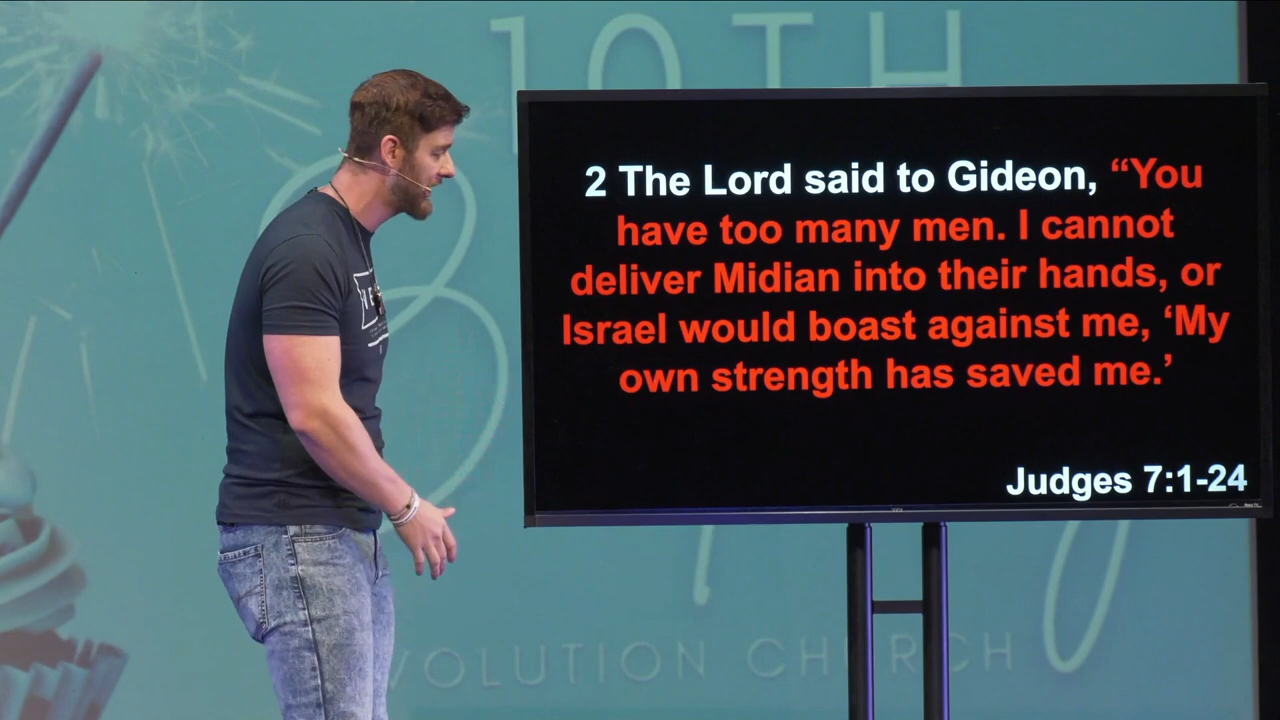 10TH
2 The Lord said to Gideon, “You
have too many men. I cannot
deliver Midian into their hands, or
Israel would boast against me, ‘My
own strength has saved me.’
Judges 7:1-24
VOLUTION CHURCH